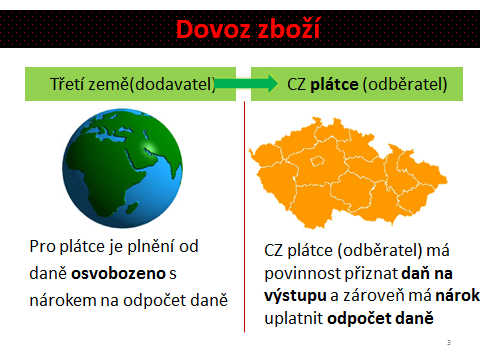 Dovoz zboží
Třetí země(dodavatel)
CZ plátce (odběratel)
Pro plátce je plnění od
daně osvobozeno s
nárokem na odpočet daně
CZ plátce (odběratel) má
povinnost přiznat daň na
výstupu a zároveň má nárok
uplatnit odpočet daně
3